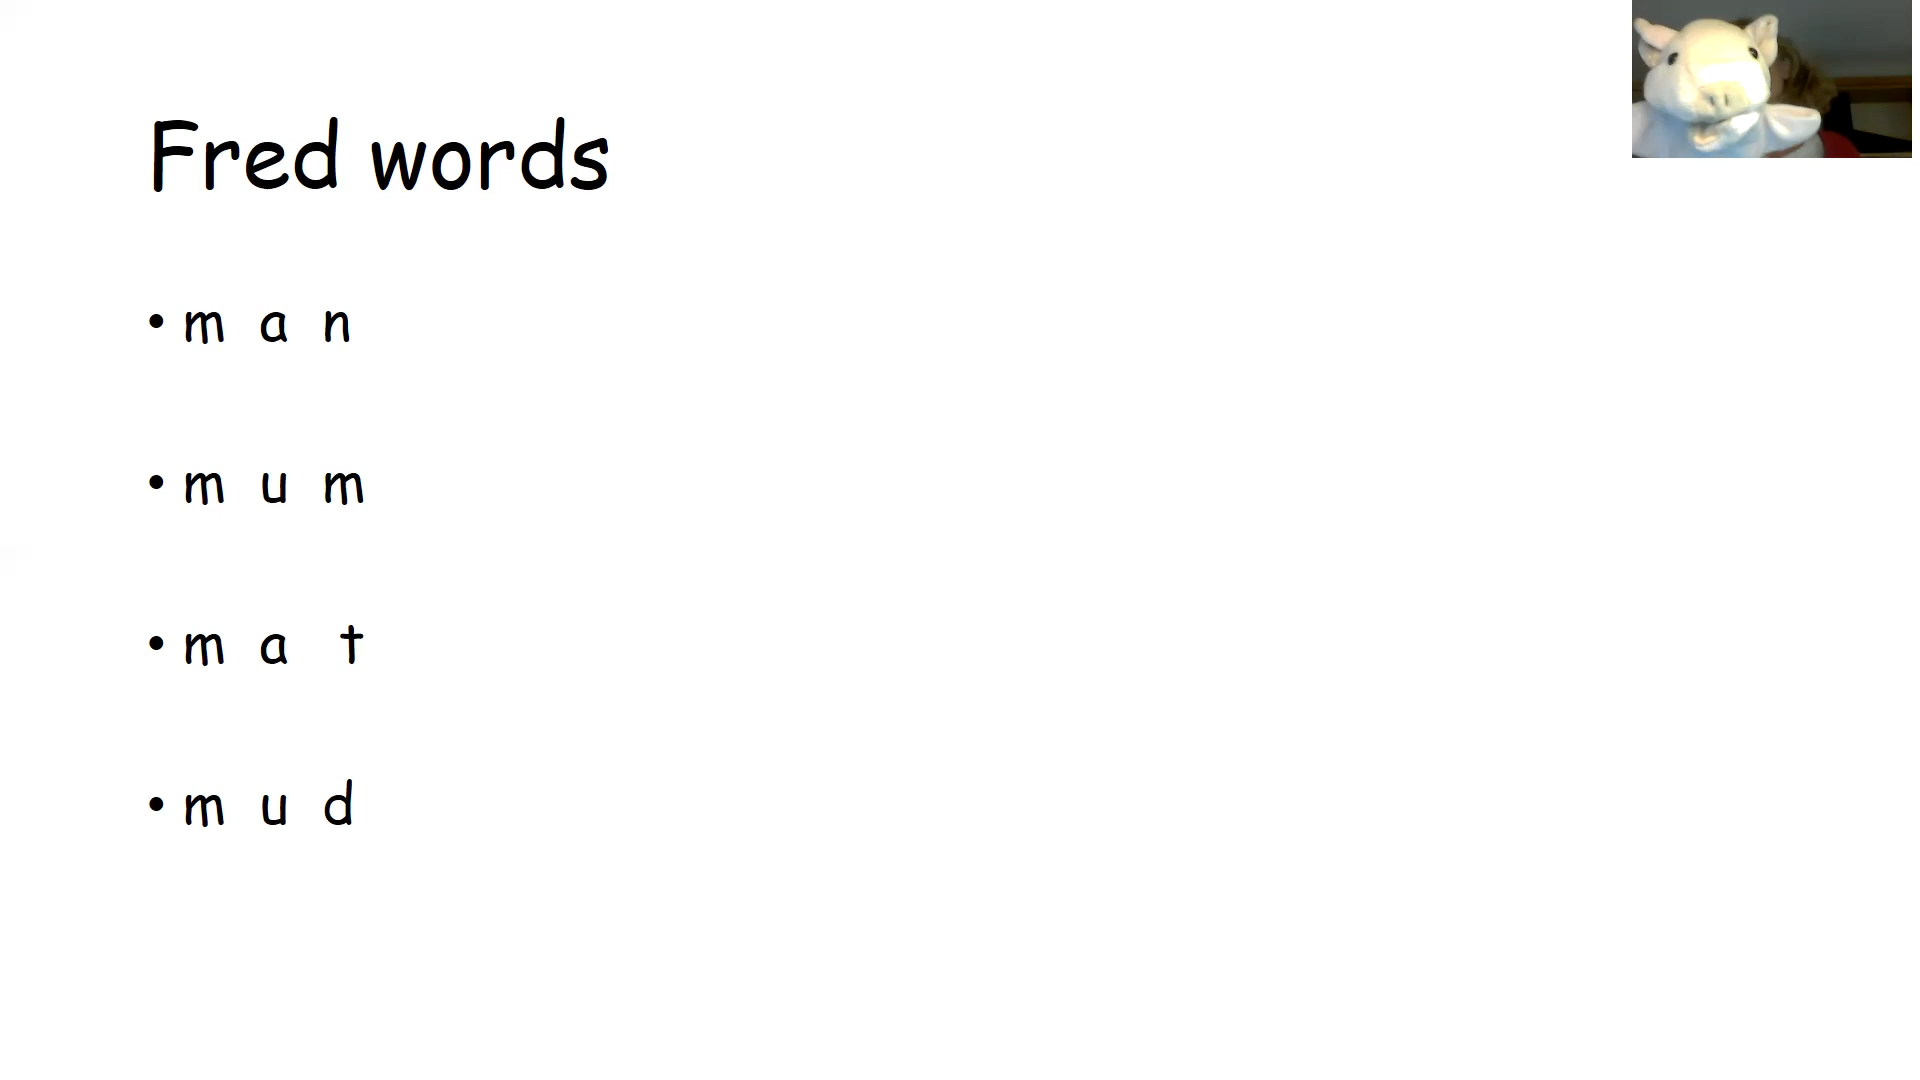 Fred words
• m a n
• m u m
• m a t
• m u d